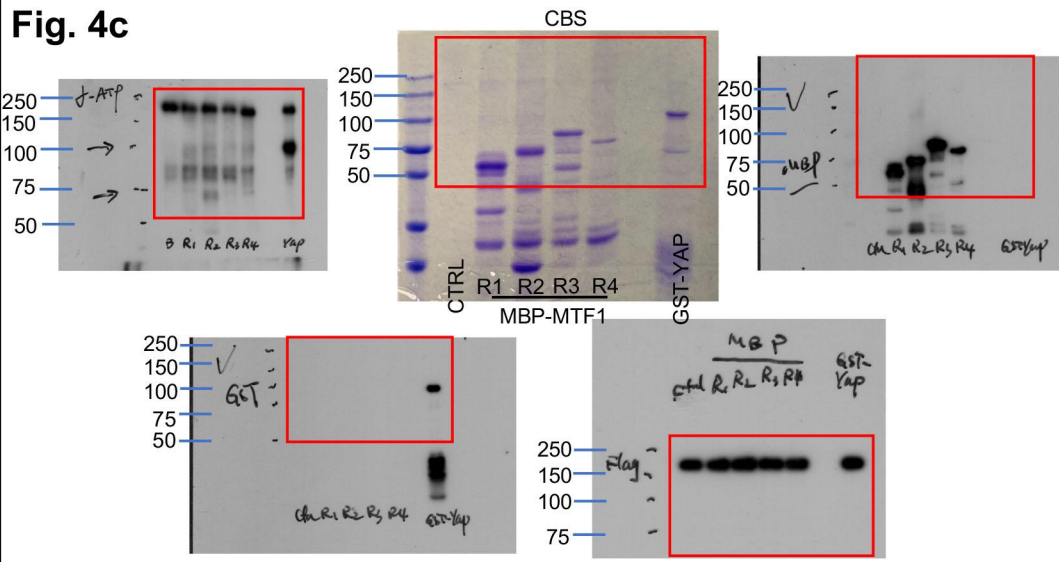 Fig. 4c
CBS
250
150
100
75
50
γ-ATP
B R1 R2 R3 R4 Yap
250
150
100
75
50
CTRL
R1 R2 R3 R4
MBP-MTF1
GST-YAP
250
150
100
75
50
MBP
Ctrl R1 R2 R3 R4 GST-Yap
250
150
100
75
50
GST
Ctrl R1 R2 R3 R4 GST-Yap
MBP
Ctrl R1 R2 R3 R4
GST-
Yap
250
150
100
75
Flag